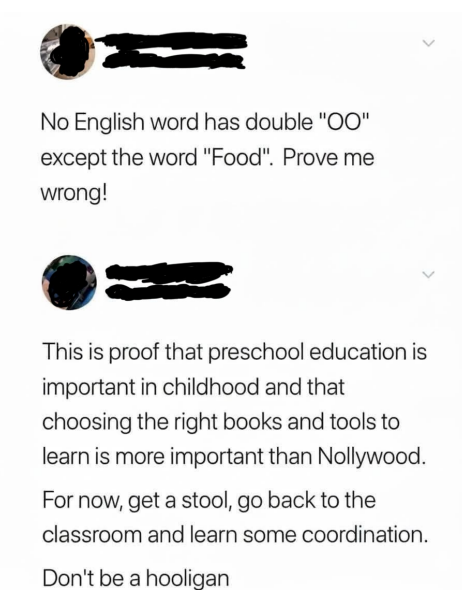 No English word has double "OO"
except the word "Food". Prove me
wrong!
This is proof that preschool education is
important in childhood and that
choosing the right books and tools to
learn is more important than Nollywood.
For now, get a stool, go back to the
classroom and learn some coordination.
Don't be a hooligan